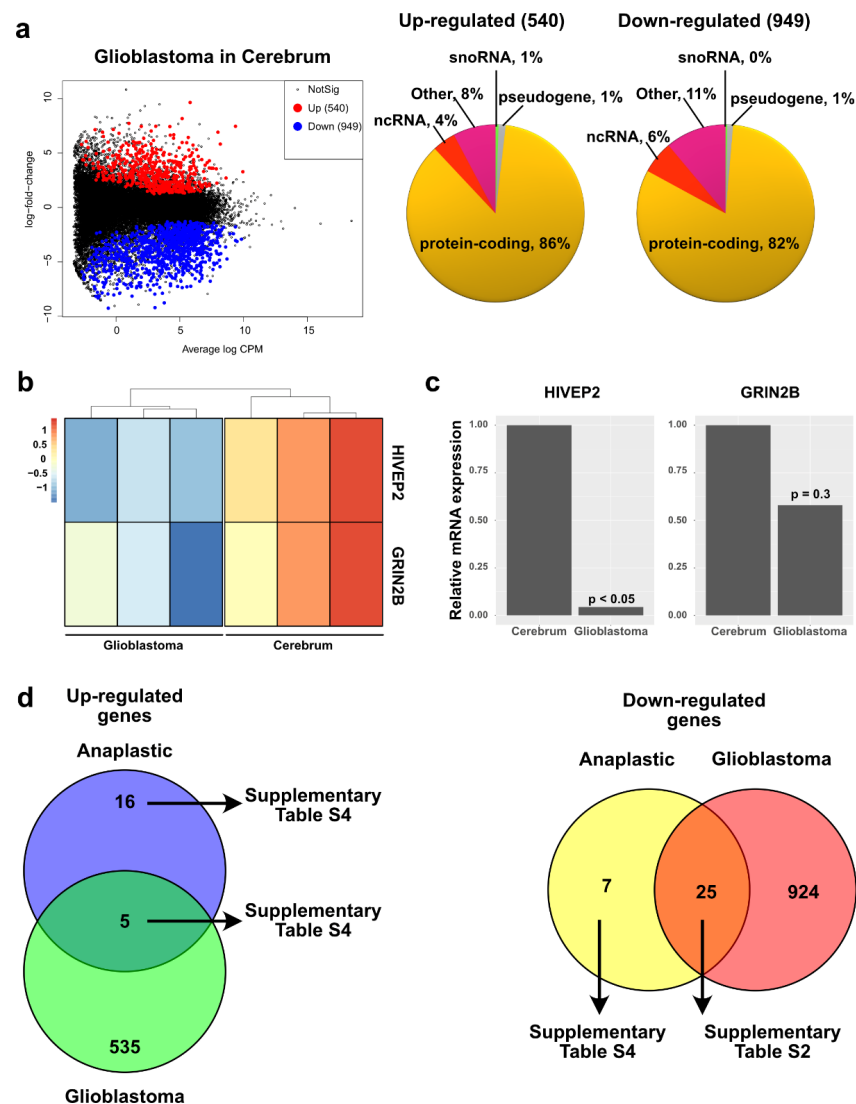 a
Glioblastoma in Cerebrum
NotSig
Up (540)
Down (949)
log−fold−change
10
5
0
−5
−10
0
5
10
15
Average log CPM
Up-regulated (540)
snoRNA, 1%
Other, 8%
pseudogene, 1%
ncRNA, 4%
protein-coding, 86%
Down-regulated (949)
snoRNA, 0%
Other, 11%
pseudogene, 1%
ncRNA, 6%
protein-coding, 82%
b
1
0.5
0
−0.5
−1
HIVEP2
GRIN2B
Glioblastoma
Cerebrum
c
HIVEP2
GRIN2B
Relative mRNA expression
1.00
0.75
0.50
0.25
0.00
p < 0.05
Cerebrum
Glioblastoma
1.00
0.75
0.50
0.25
0.00
p = 0.3
Cerebrum
Glioblastoma
d
Up-regulated
genes
Anaplastic
16
Supplementary
Table S4
5
Supplementary
Table S4
535
Glioblastoma
Down-regulated
genes
Anaplastic
Glioblastoma
7
25
924
Supplementary
Table S4
Supplementary
Table S2